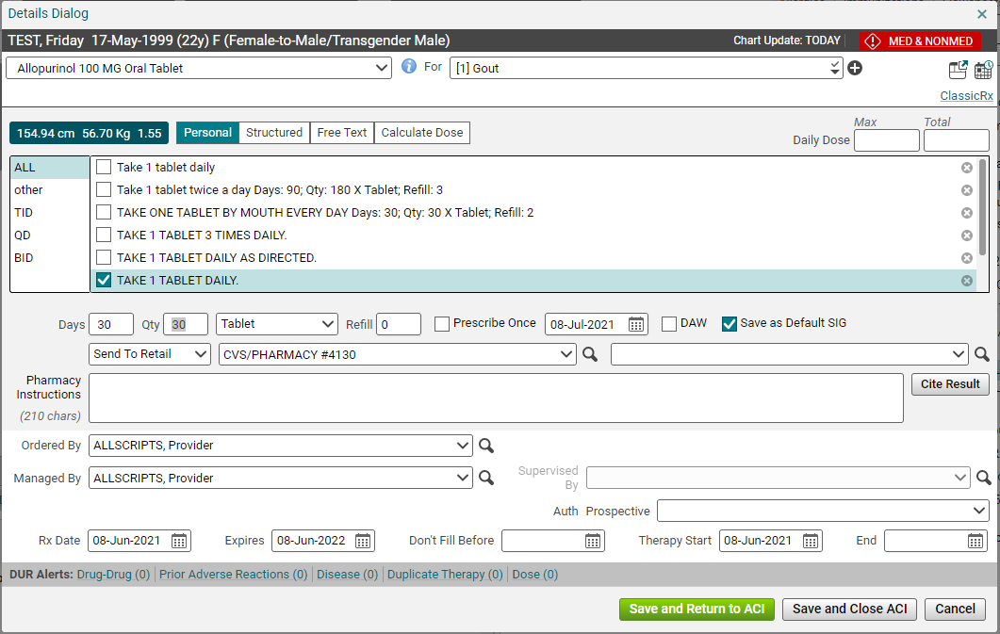 Details Dialog
TEST, Friday 17-May-1999 (22y) F (Female-to-Male/Transgender Male) Chart Update: TODAY MED & NONMED
Allopurinol 100 MG Oral Tablet For [1] Gout
ClassicRx
154.94 cm 56.70 Kg 1.55 Personal Structured Free Text Calculate Dose
Max Total
Daily Dose
ALL Take 1 tablet daily
other Take 1 tablet twice a day Days: 90; Qty: 180 X Tablet; Refill: 3
TID TAKE ONE TABLET BY MOUTH EVERY DAY Days: 30; Qty: 30 X Tablet; Refill: 2
QD TAKE 1 TABLET 3 TIMES DAILY.
BID TAKE 1 TABLET DAILY AS DIRECTED.
TAKE 1 TABLET DAILY.
Days 30 Qty 30 Tablet Refill 0 Prescribe Once 08-Jul-2021 DAW Save as Default SIG
Send To Retail CVS/PHARMACY #4130
Pharmacy
Instructions
(210 chars)
Cite Result
Ordered By ALLSCRIPTS, Provider
Managed By ALLSCRIPTS, Provider Supervised
By
Auth Prospective
Rx Date 08-Jun-2021 Expires 08-Jun-2022 Don't Fill Before Therapy Start 08-Jun-2021 End
DUR Alerts: Drug-Drug (0) Prior Adverse Reactions (0) Disease (0) Duplicate Therapy (0) Dose (0)
Save and Return to ACI Save and Close ACI Cancel